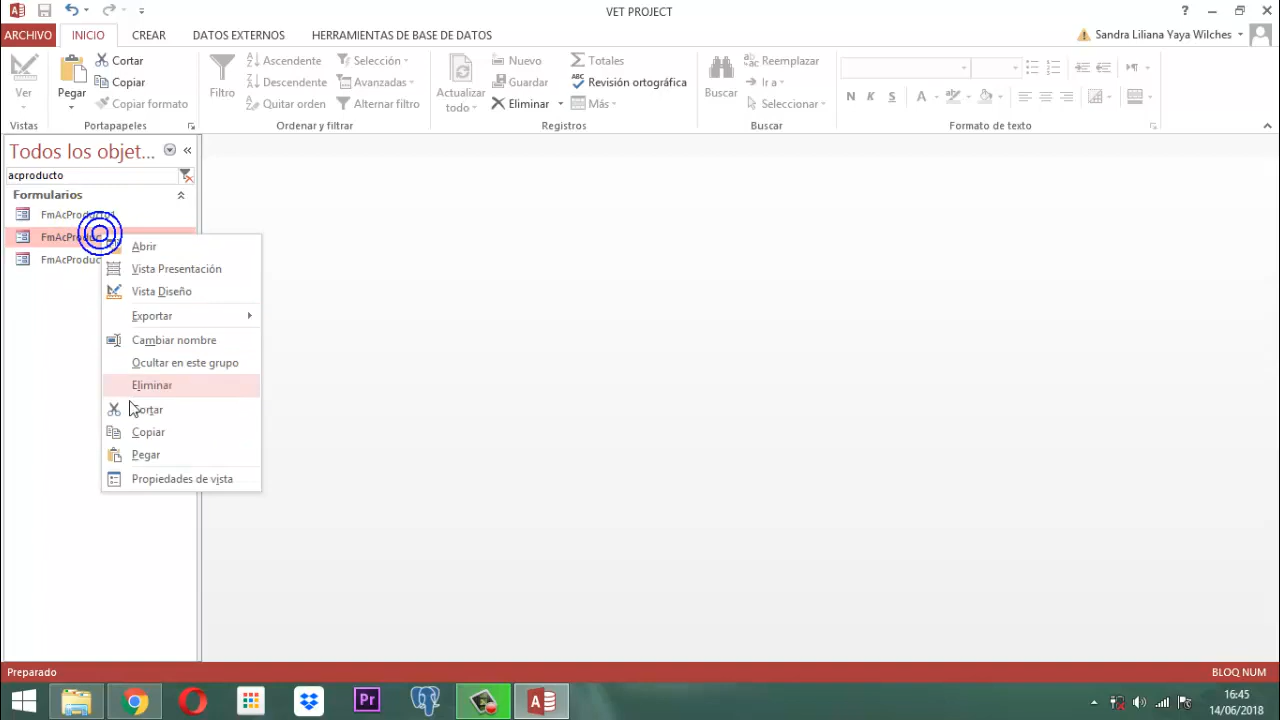 VET PROJECT
?
ARCHIVO INICIO CREAR DATOS EXTERNOS HERRAMIENTAS DE BASE DE DATOS Sandra Liliana Yaya Wilches
Ver
Vistas
Pegar
Cortar
Copiar
Copiar formato
Portapapeles
Filtro
Ascendente
Descendente
Quitar orden
Selección
Avanzadas
Alternar filtro
Ordenar y filtrar
Actualizar
todo
Nuevo
Guardar
Eliminar
Totales
Revisión ortográfica
Más
Registros
Buscar
Reemplazar
Ir a
Seleccionar
Buscar
N K S A
Formato de texto
Todos los objet...
acproducto
Formularios
Abrir
Vista Presentación
Vista Diseño
Exportar
Cambiar nombre
Ocultar en este grupo
Eliminar
Cortar
Copiar
Pegar
Propiedades de vista
Preparado
BLOQ NUM
Pr
16:45
14/06/2018